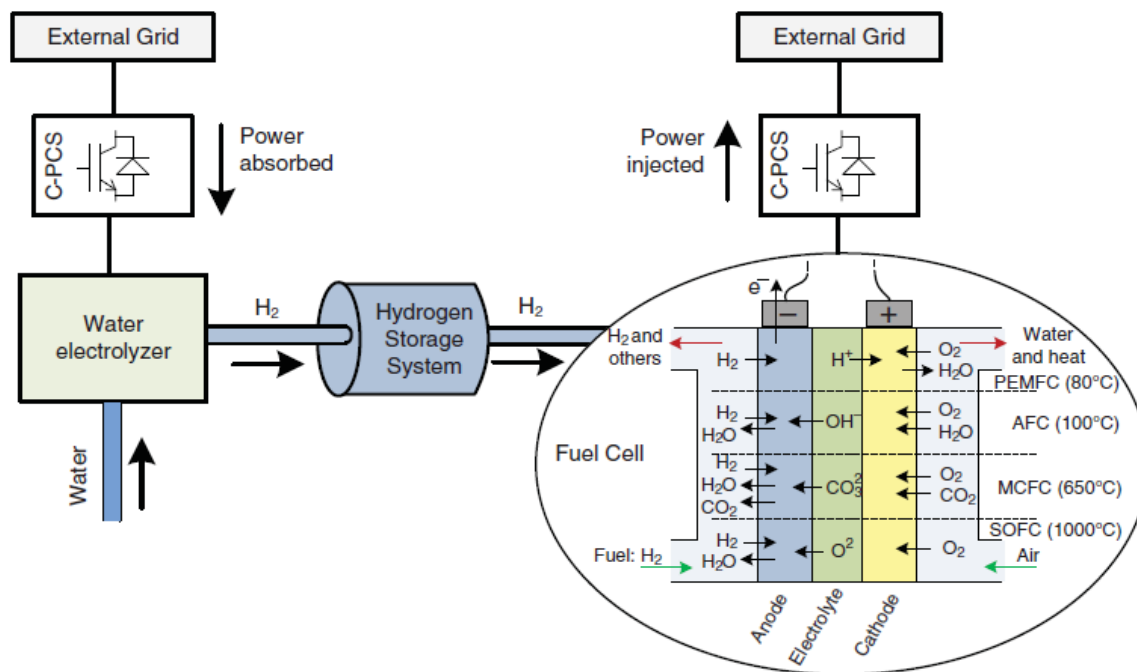 External Grid
External Grid
C-PCS
Power
absorbed
Power
injected
C-PCS
Water
electrolyzer
H₂
Hydrogen
Storage
System
H₂
Water
Fuel Cell
e⁻
−
+
H₂ and
others
Water
and heat
H₂
H⁺
O₂
H₂O
PEMFC (80°C)
H₂
H₂O
OH⁻
O₂
H₂O
AFC (100°C)
H₂
H₂O
CO₂
CO₃²
O₂
CO₂
MCFC (650°C)
SOFC (1000°C)
Fuel: H₂
H₂
H₂O
O²
O₂
Air
Anode
Electrolyte
Cathode